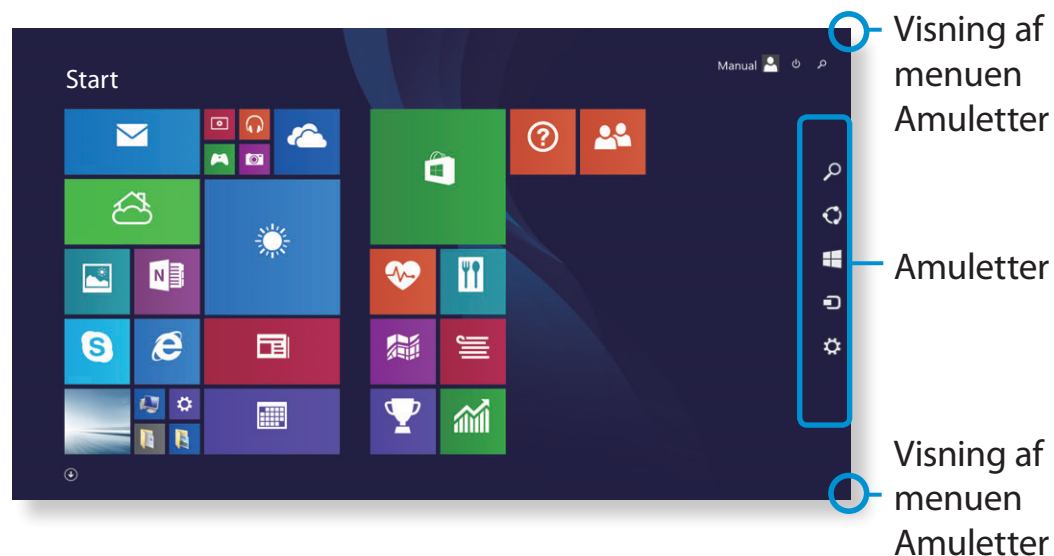 Visning af
menuen
Amuletter
Start
Manual
Amuletter
Visning af
menuen
Amuletter